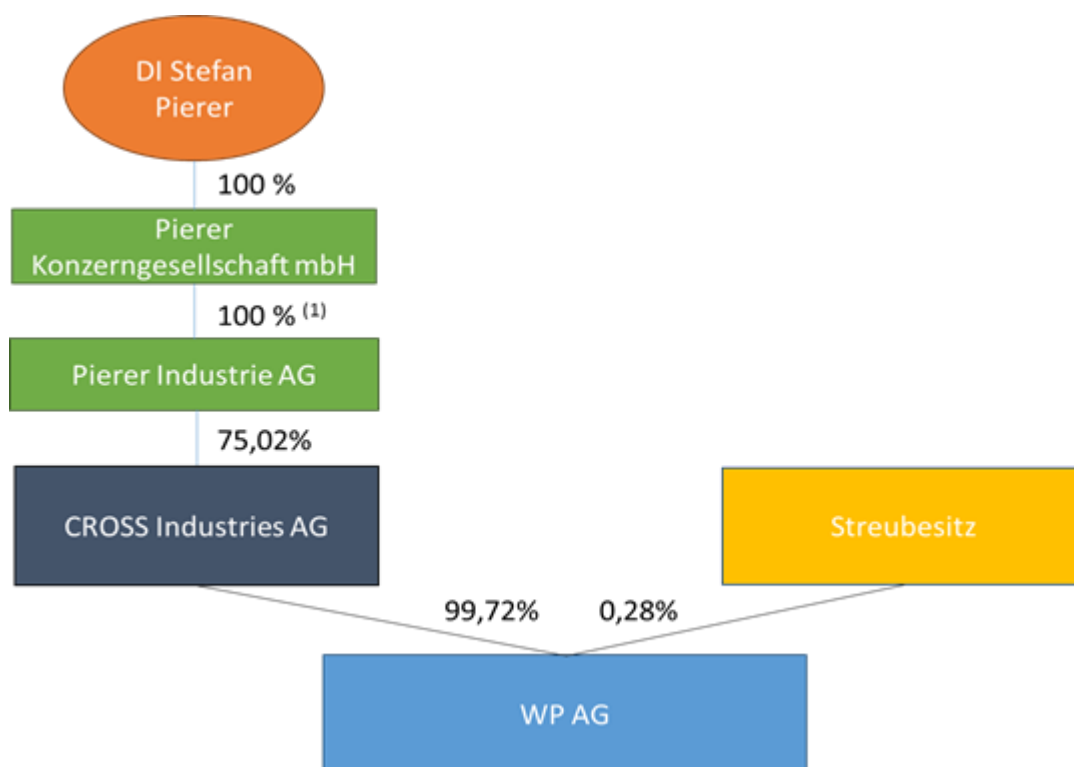 DI Stefan
Pierer
100 %
Pierer
Konzerngesellschaft mbH
100 % (1)
Pierer Industrie AG
75,02%
CROSS Industries AG
Streubesitz
99,72%
0,28%
WP AG